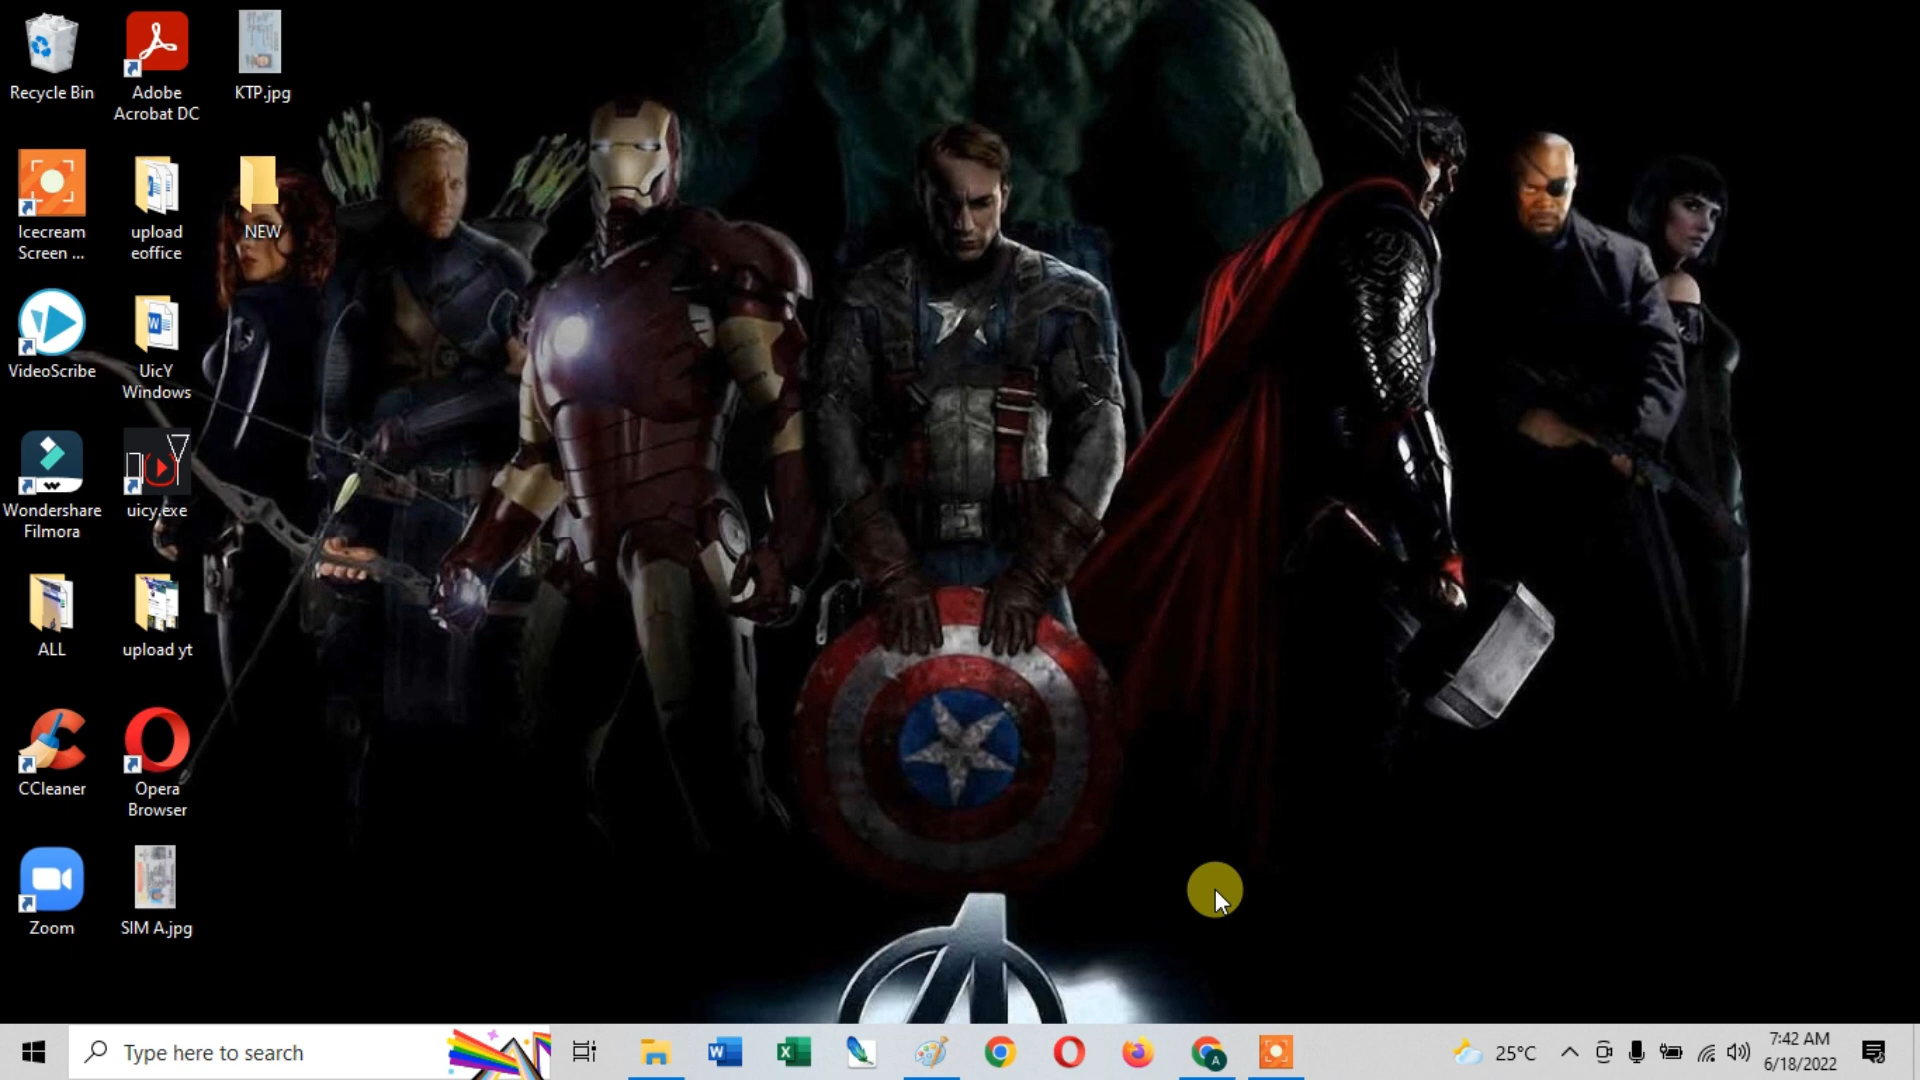 Recycle Bin
Adobe
Acrobat DC
KTP.jpg
Icecream
Screen ...
upload
eoffice
NEW
VideoScribe
UicY
Windows
Wondershare
Filmora
uicy.exe
ALL
upload yt
CCleaner
Opera
Browser
Zoom
SIM A.jpg
Type here to search
25°C
7:42 AM
6/18/2022